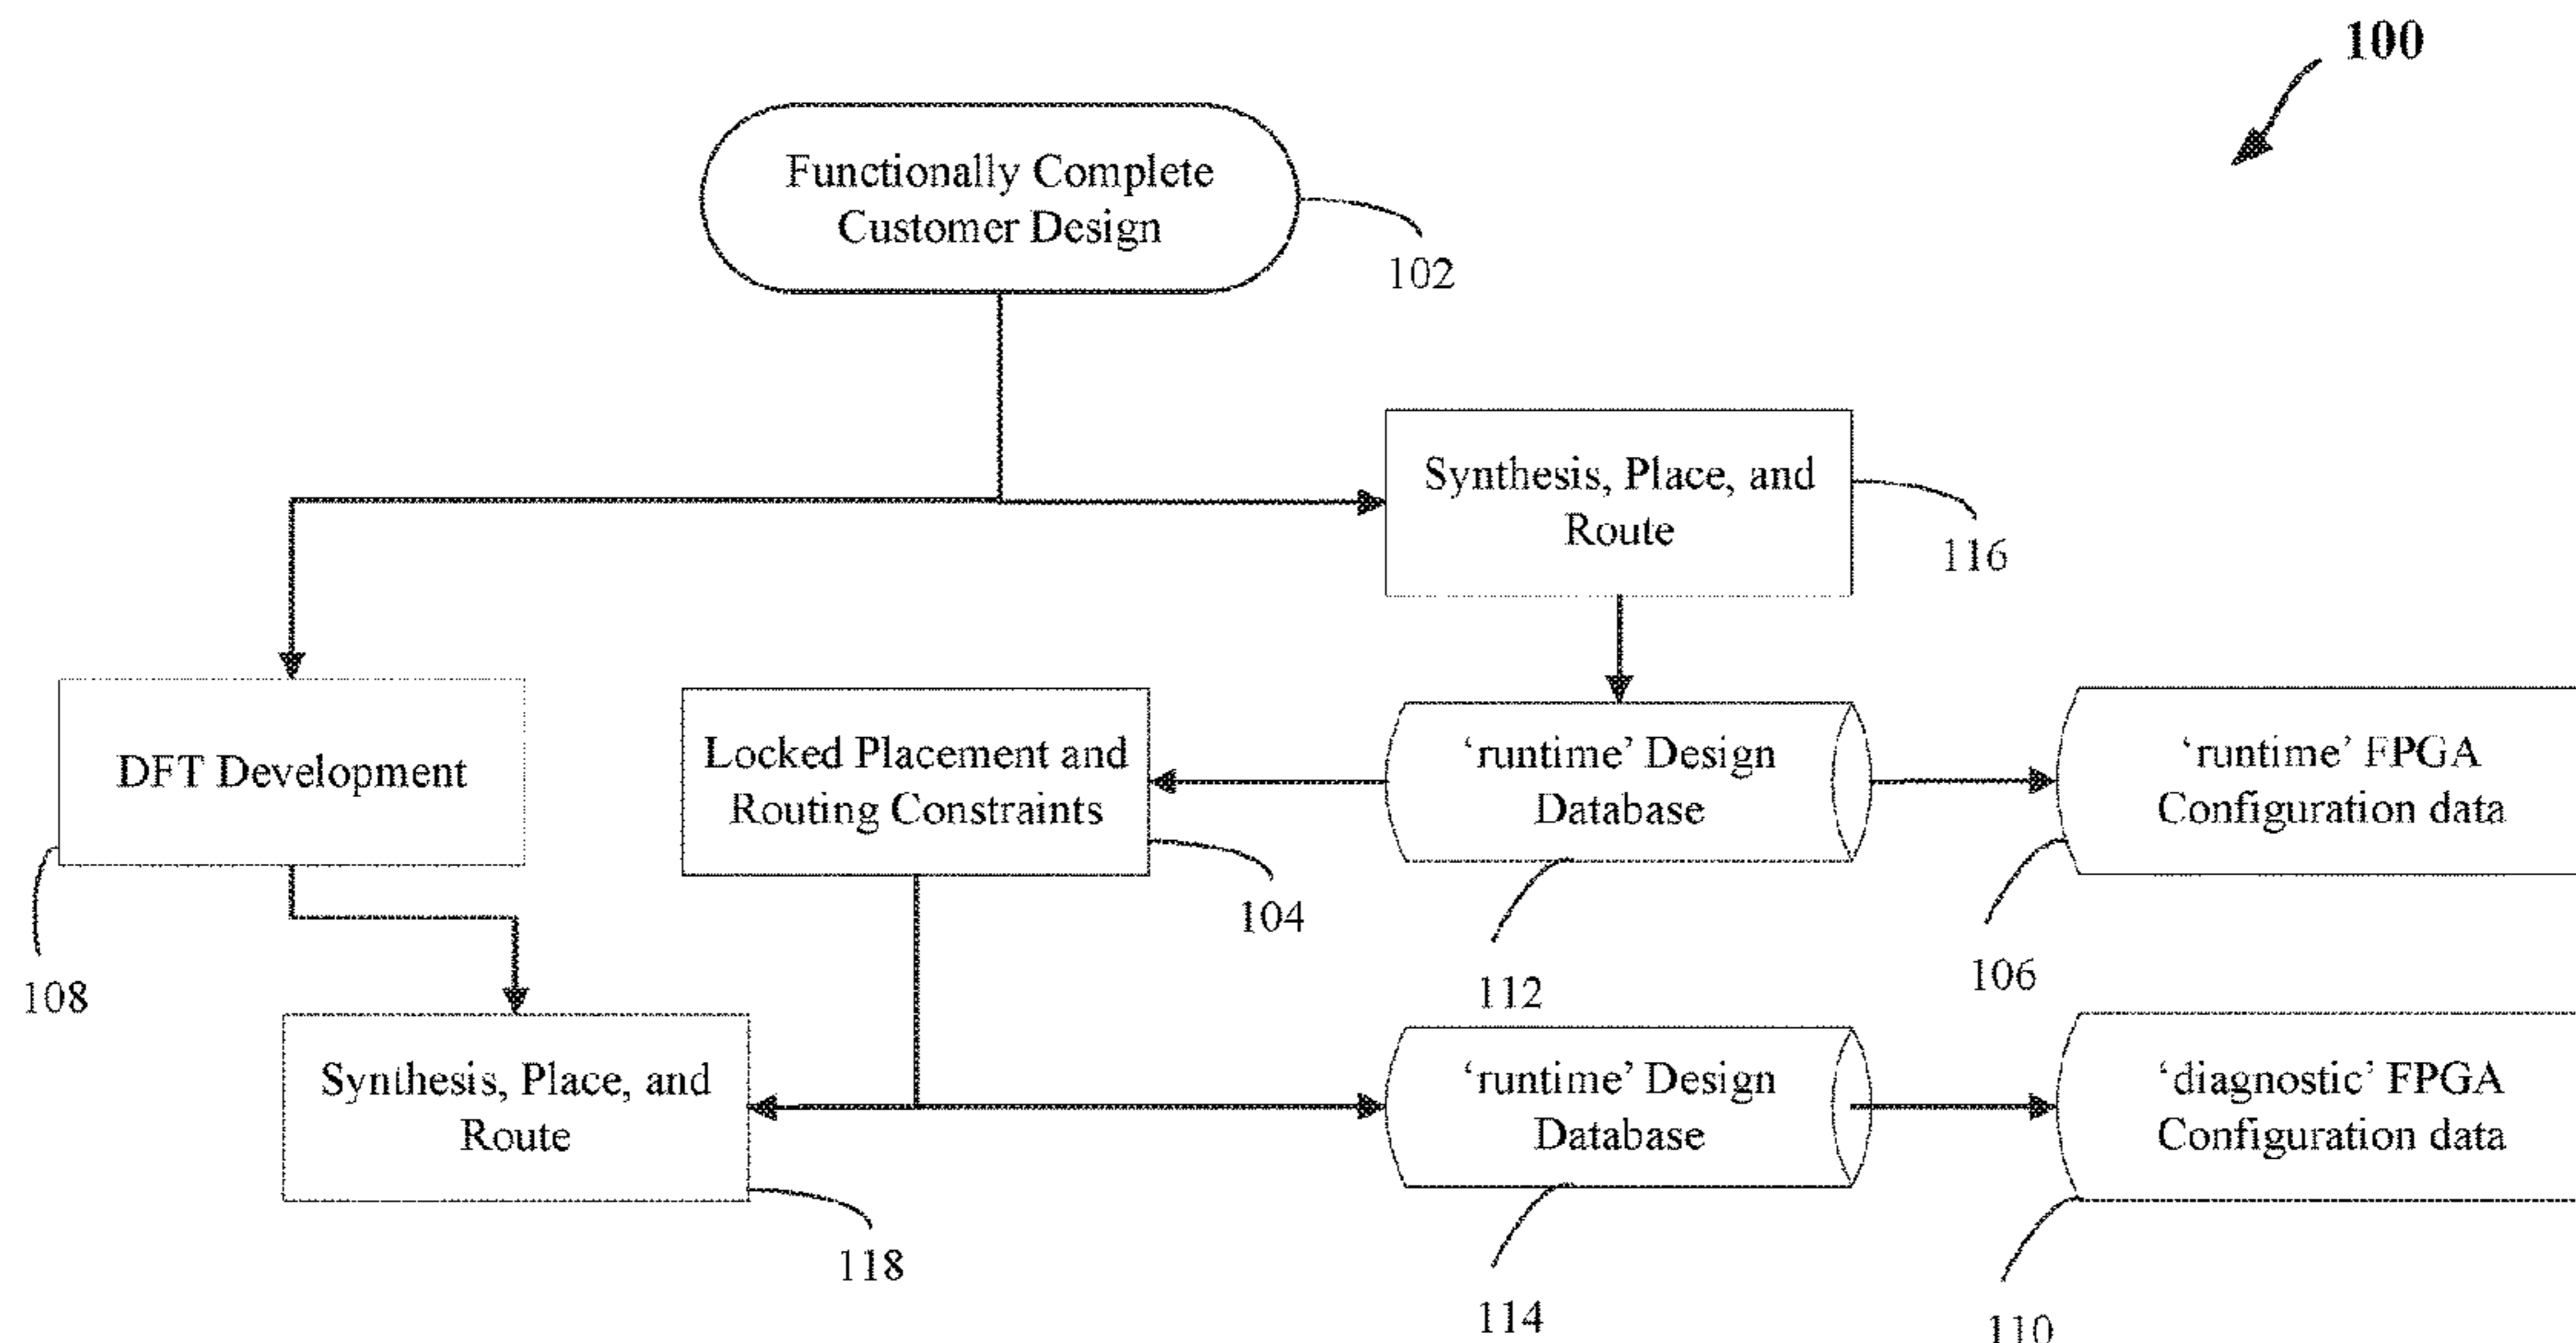 100
Functionally Complete
Customer Design
102
Synthesis, Place, and
Route
116
DFT Development
108
Locked Placement and
Routing Constraints
104
‘runtime’ Design
Database
112
‘runtime’ FPGA
Configuration data
106
Synthesis, Place, and
Route
118
‘runtime’ Design
Database
114
‘diagnostic’ FPGA
Configuration data
110